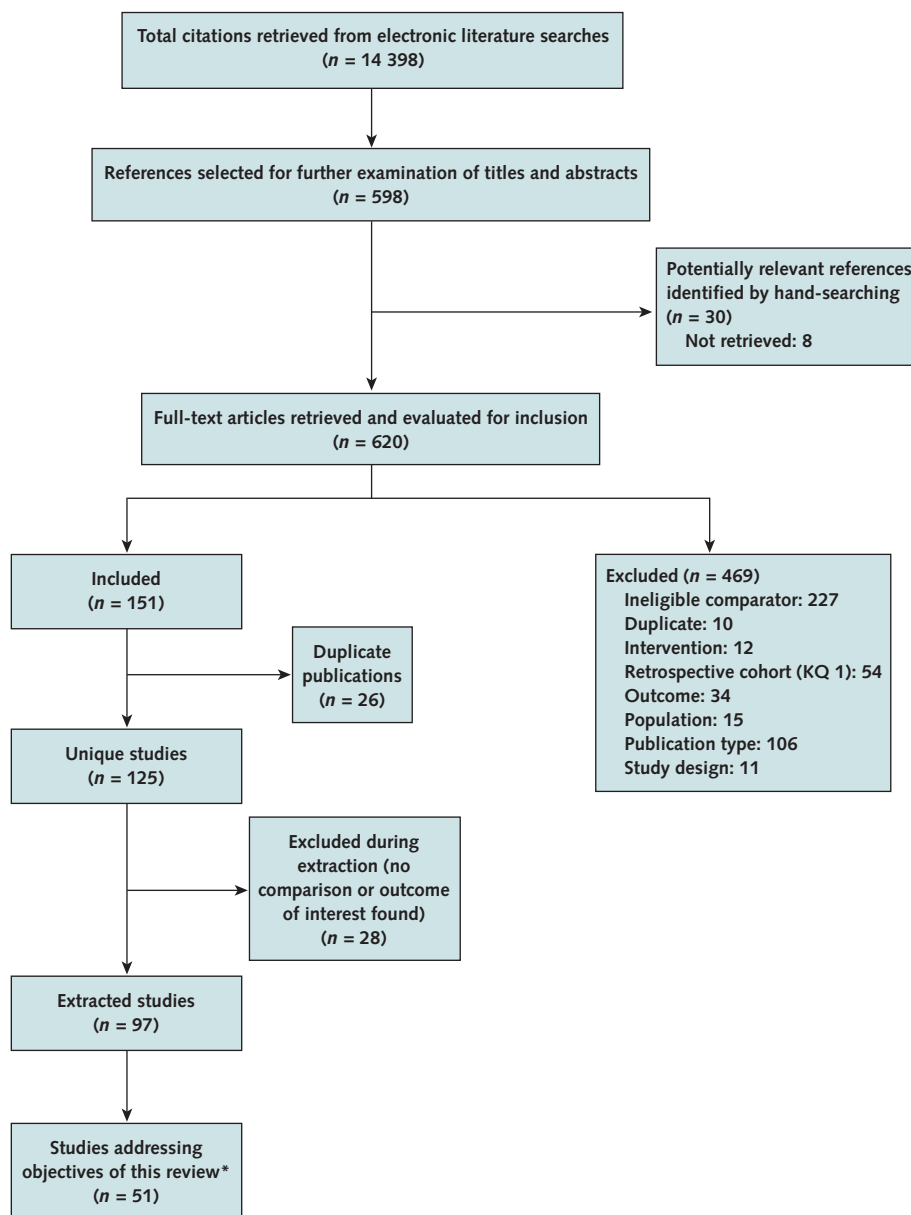 Total citations retrieved from electronic literature searches
(n = 14 398)
References selected for further examination of titles and abstracts
(n = 598)
Potentially relevant references
identified by hand-searching
(n = 30)
Not retrieved: 8
Full-text articles retrieved and evaluated for inclusion
(n = 620)
Included
(n = 151)
Excluded (n = 469)
Ineligible comparator: 227
Duplicate: 10
Intervention: 12
Retrospective cohort (KQ 1): 54
Outcome: 34
Population: 15
Publication type: 106
Study design: 11
Duplicate
publications
(n = 26)
Unique studies
(n = 125)
Excluded during
extraction (no
comparison or outcome
of interest found)
(n = 28)
Extracted studies
(n = 97)
Studies addressing
objectives of this review*
(n = 51)